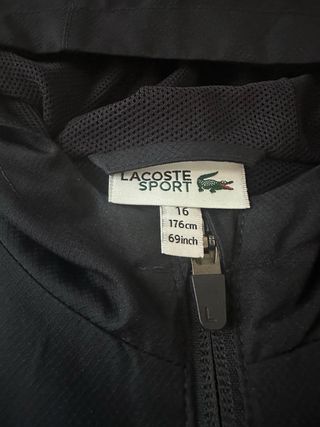 LACOSTE
SPORT
16
176cm
69inch
L